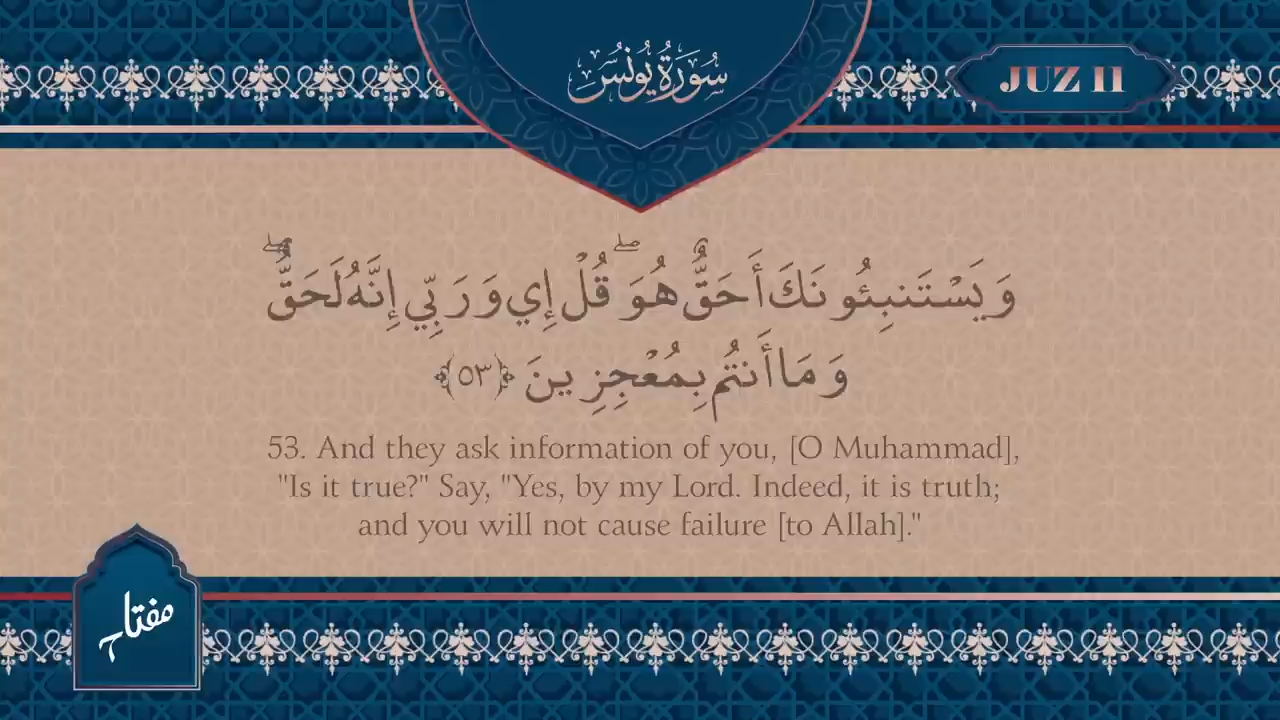 سُورَةُ يُونُسَ
JUZ 11
وَيَسْتَنبِئُونَكَ أَحَقٌّ هُوَ ۖ قُلْ إِي وَرَبِّي إِنَّهُ لَحَقٌّ ۖ
وَمَا أَنتُم بِمُعْجِزِينَ ﴿٥٣﴾
53. And they ask information of you, [O Muhammad],
"Is it true?" Say, "Yes, by my Lord. Indeed, it is truth;
and you will not cause failure [to Allah]."
مفتاح